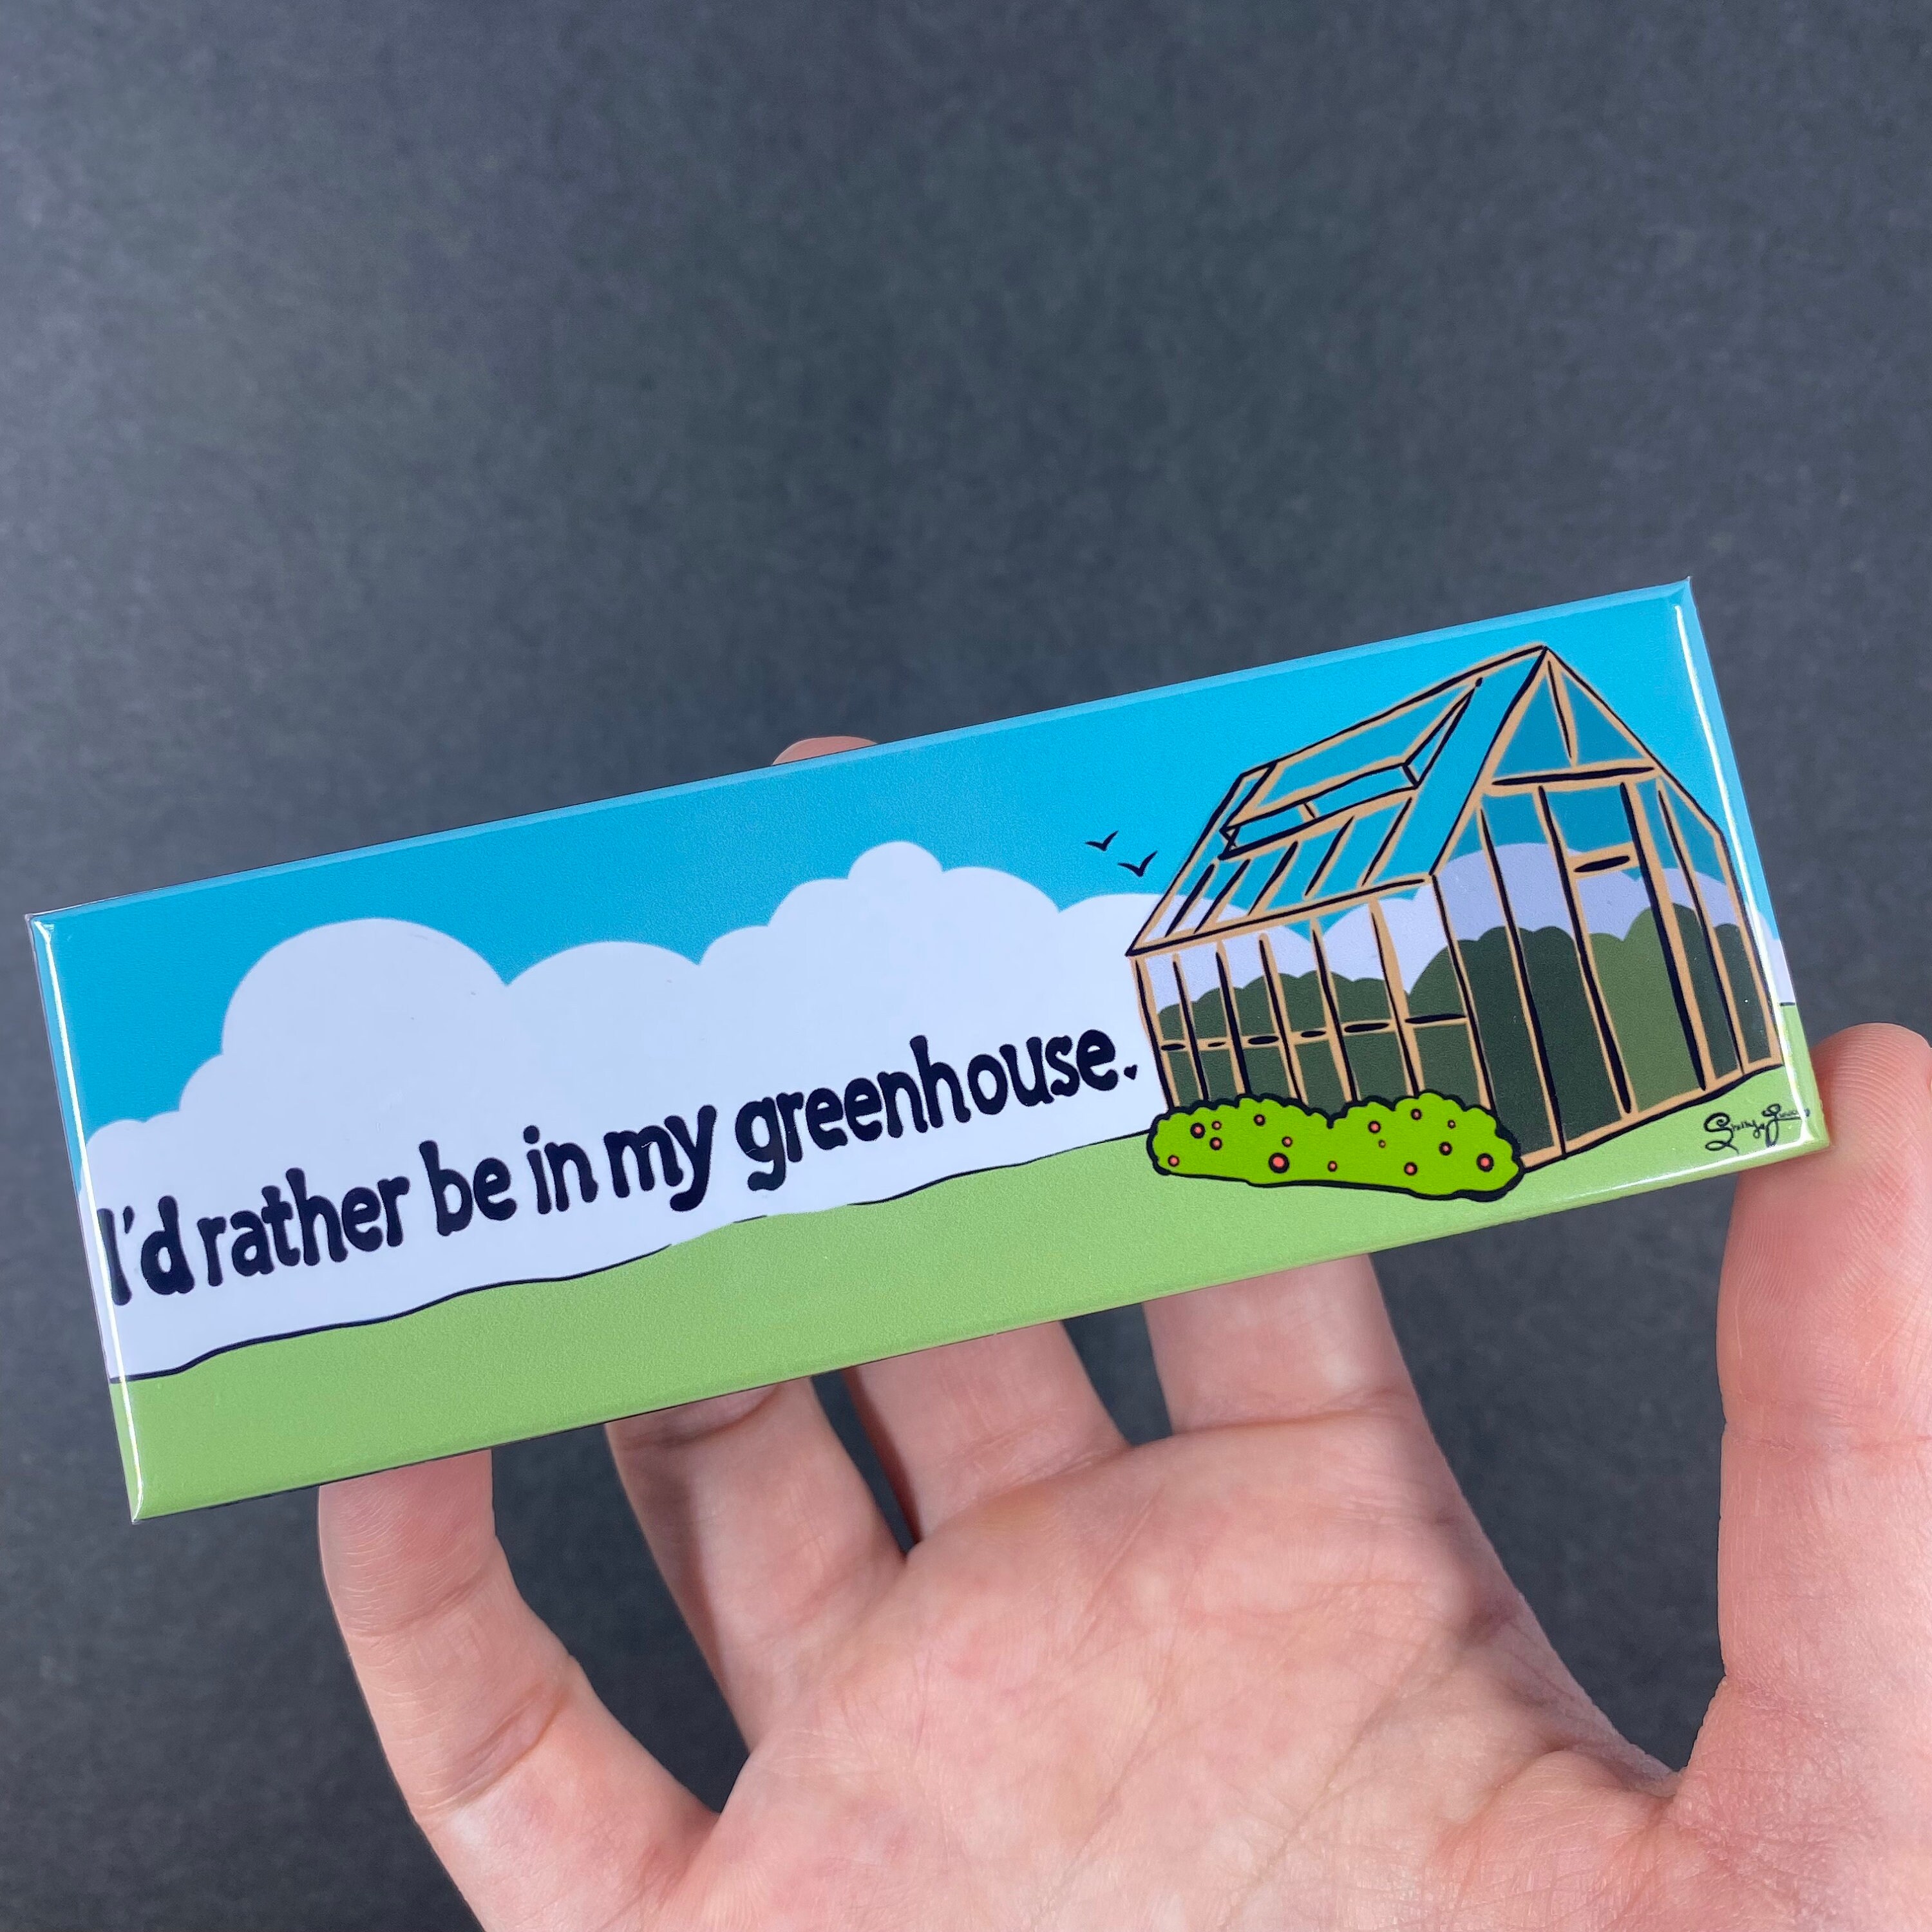 I'd rather be in my greenhouse.